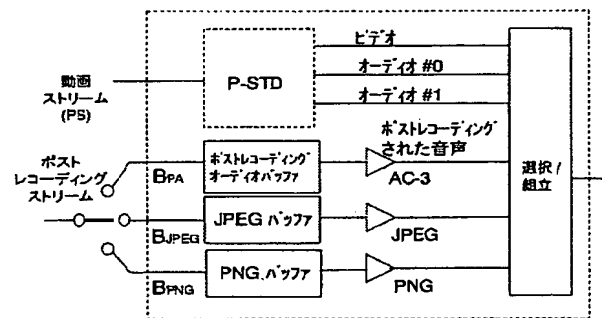 動画
ストリーム
(PS)
P-STD
ビデオ
オーディオ #0
オーディオ #1
ポスト
レコーディング
ストリーム
BPA
ポストレコーディング
オーディオバッファ
ポストレコーディング
された音声
AC-3
BJPEG
JPEG バッファ
JPEG
BPNG
PNG.バッファ
PNG
選択/
組立